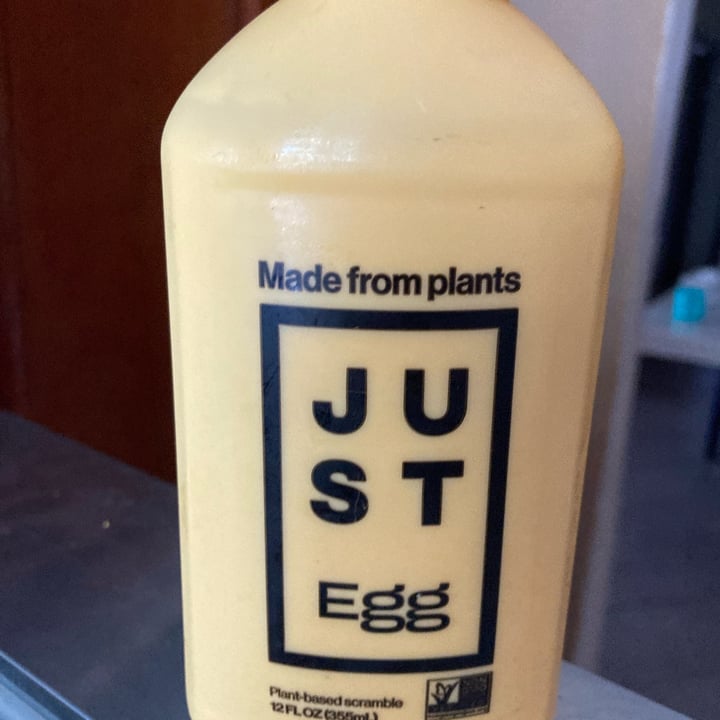 Made from plants
JU
ST
Egg
Plant-based scramble
12 FL OZ (355mL)